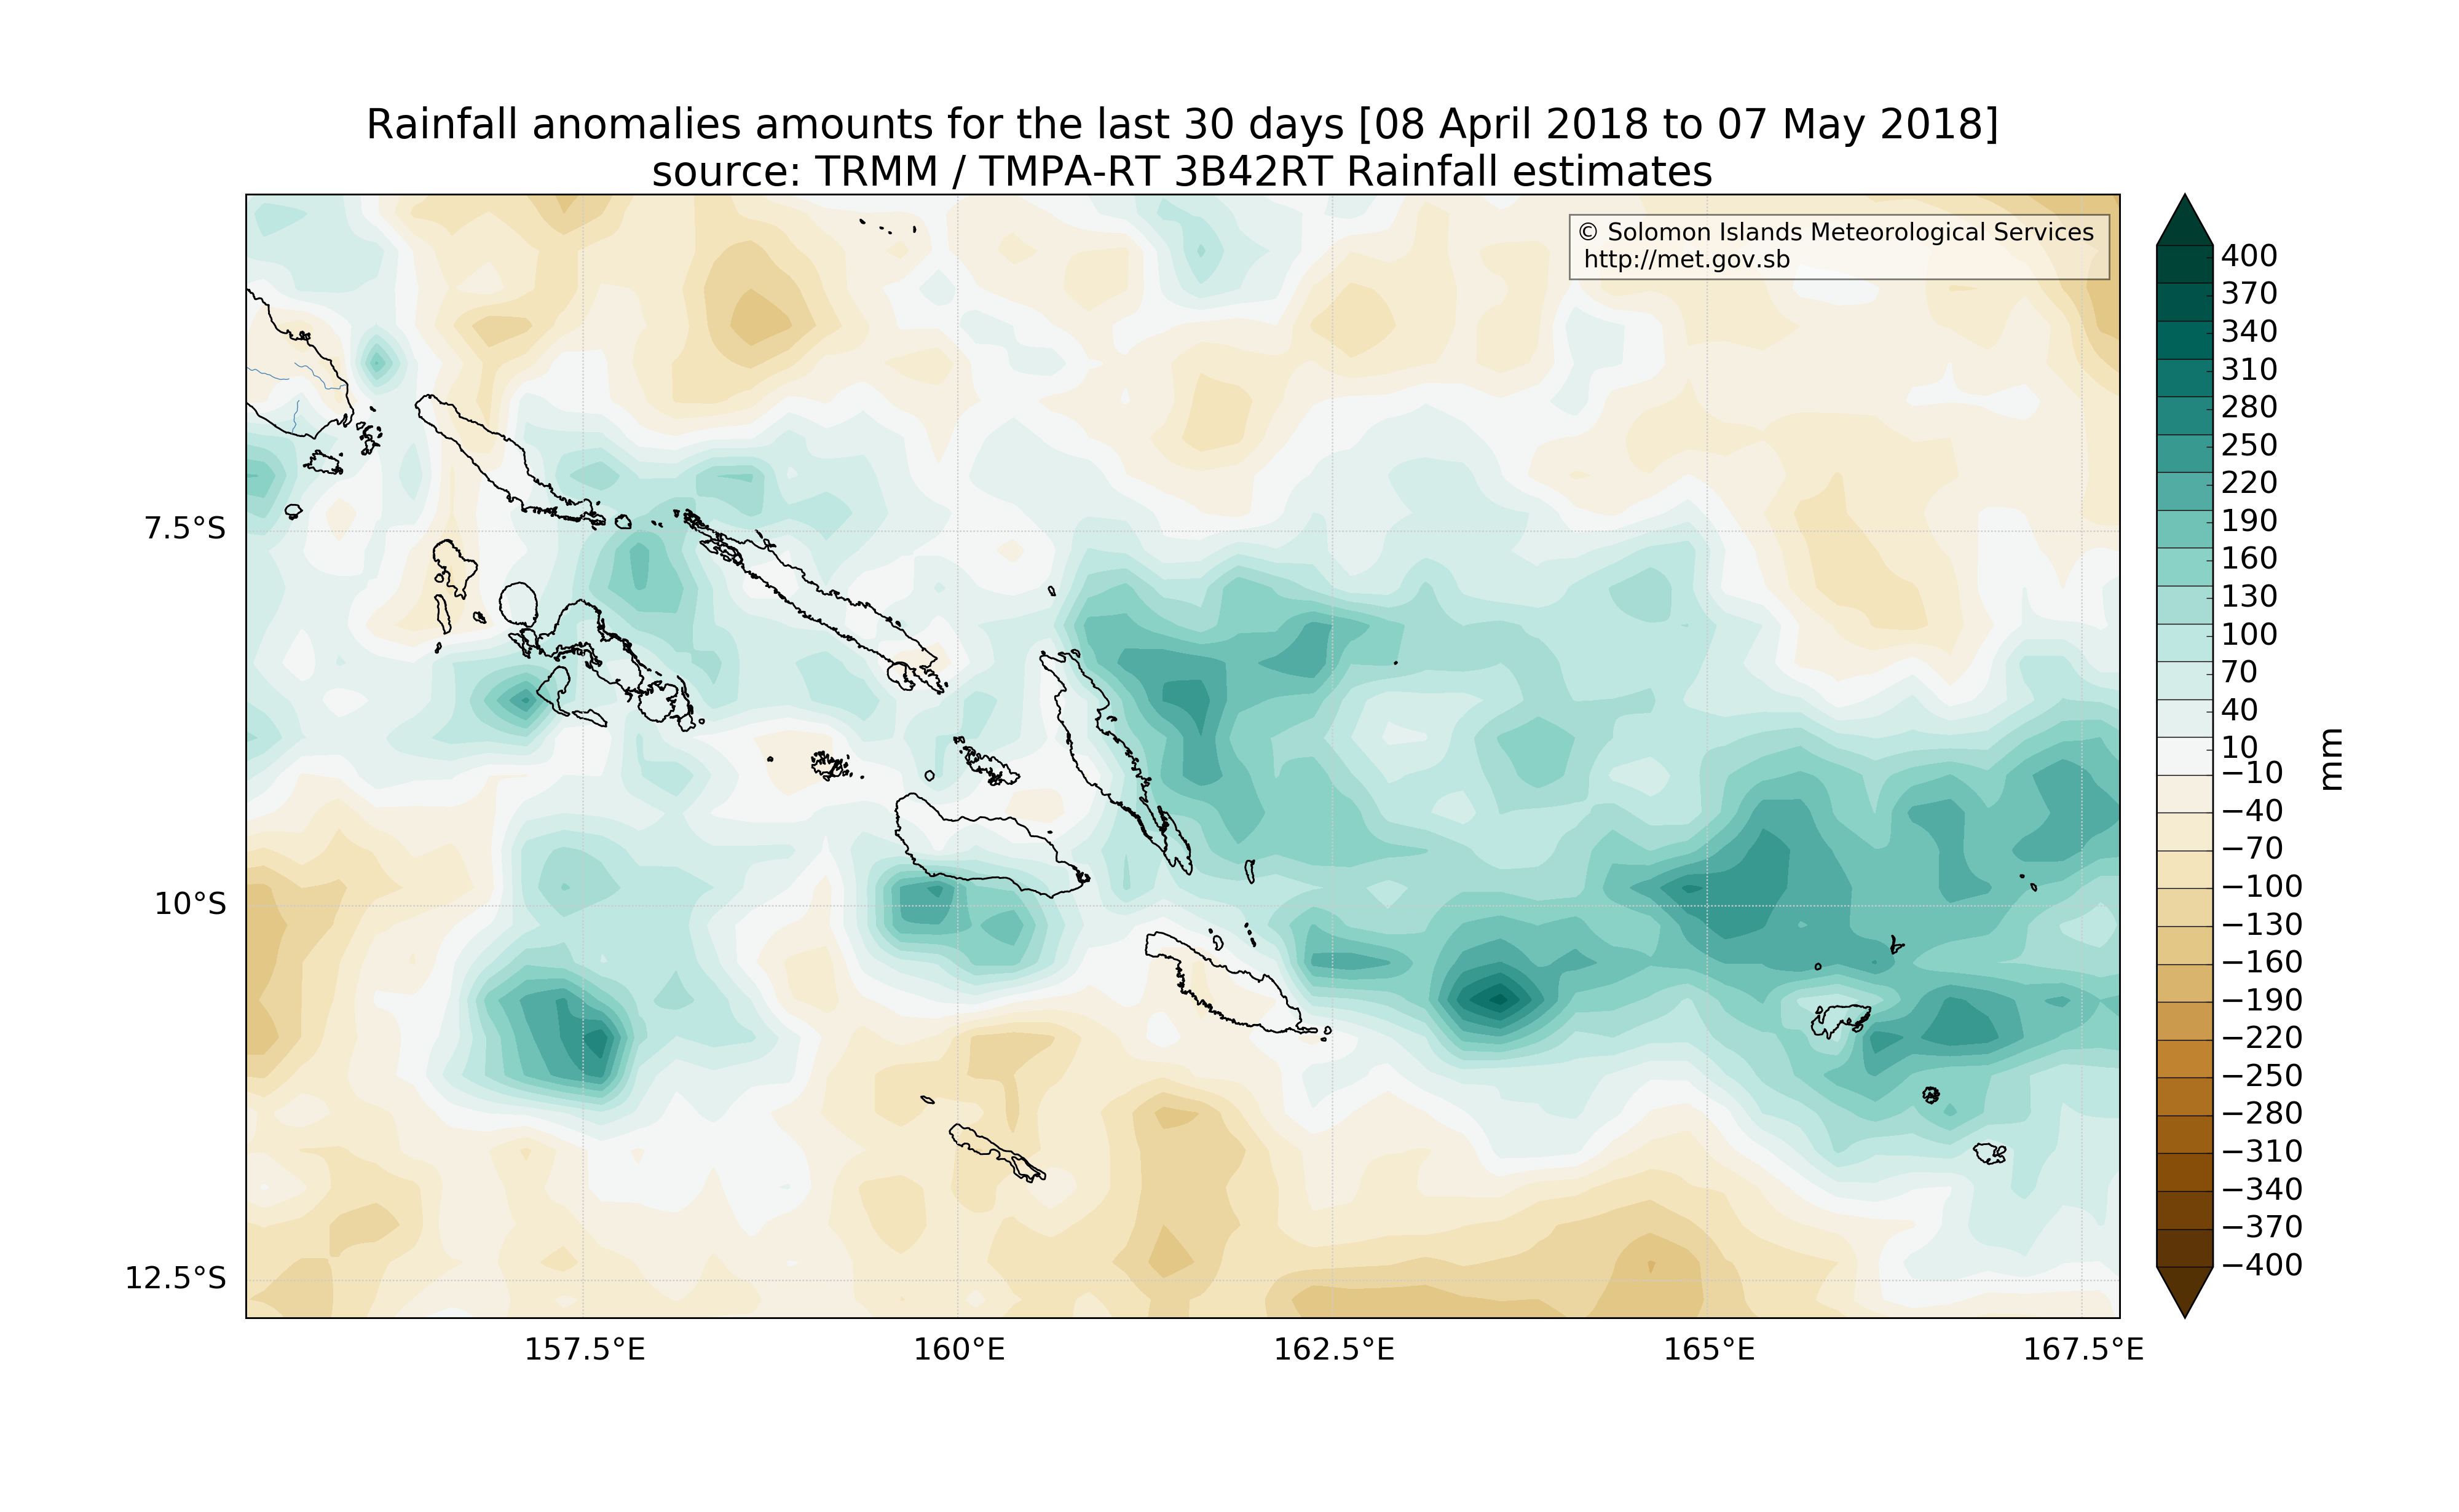 Rainfall anomalies amounts for the last 30 days [08 April 2018 to 07 May 2018]
source: TRMM / TMPA-RT 3B42RT Rainfall estimates
© Solomon Islands Meteorological Services
http://met.gov.sb
7.5°S
10°S
12.5°S
157.5°E
160°E
162.5°E
165°E
167.5°E
400
370
340
310
280
250
220
190
160
130
100
70
40
10
−10
−40
−70
−100
−130
−160
−190
−220
−250
−280
−310
−340
−370
−400
mm